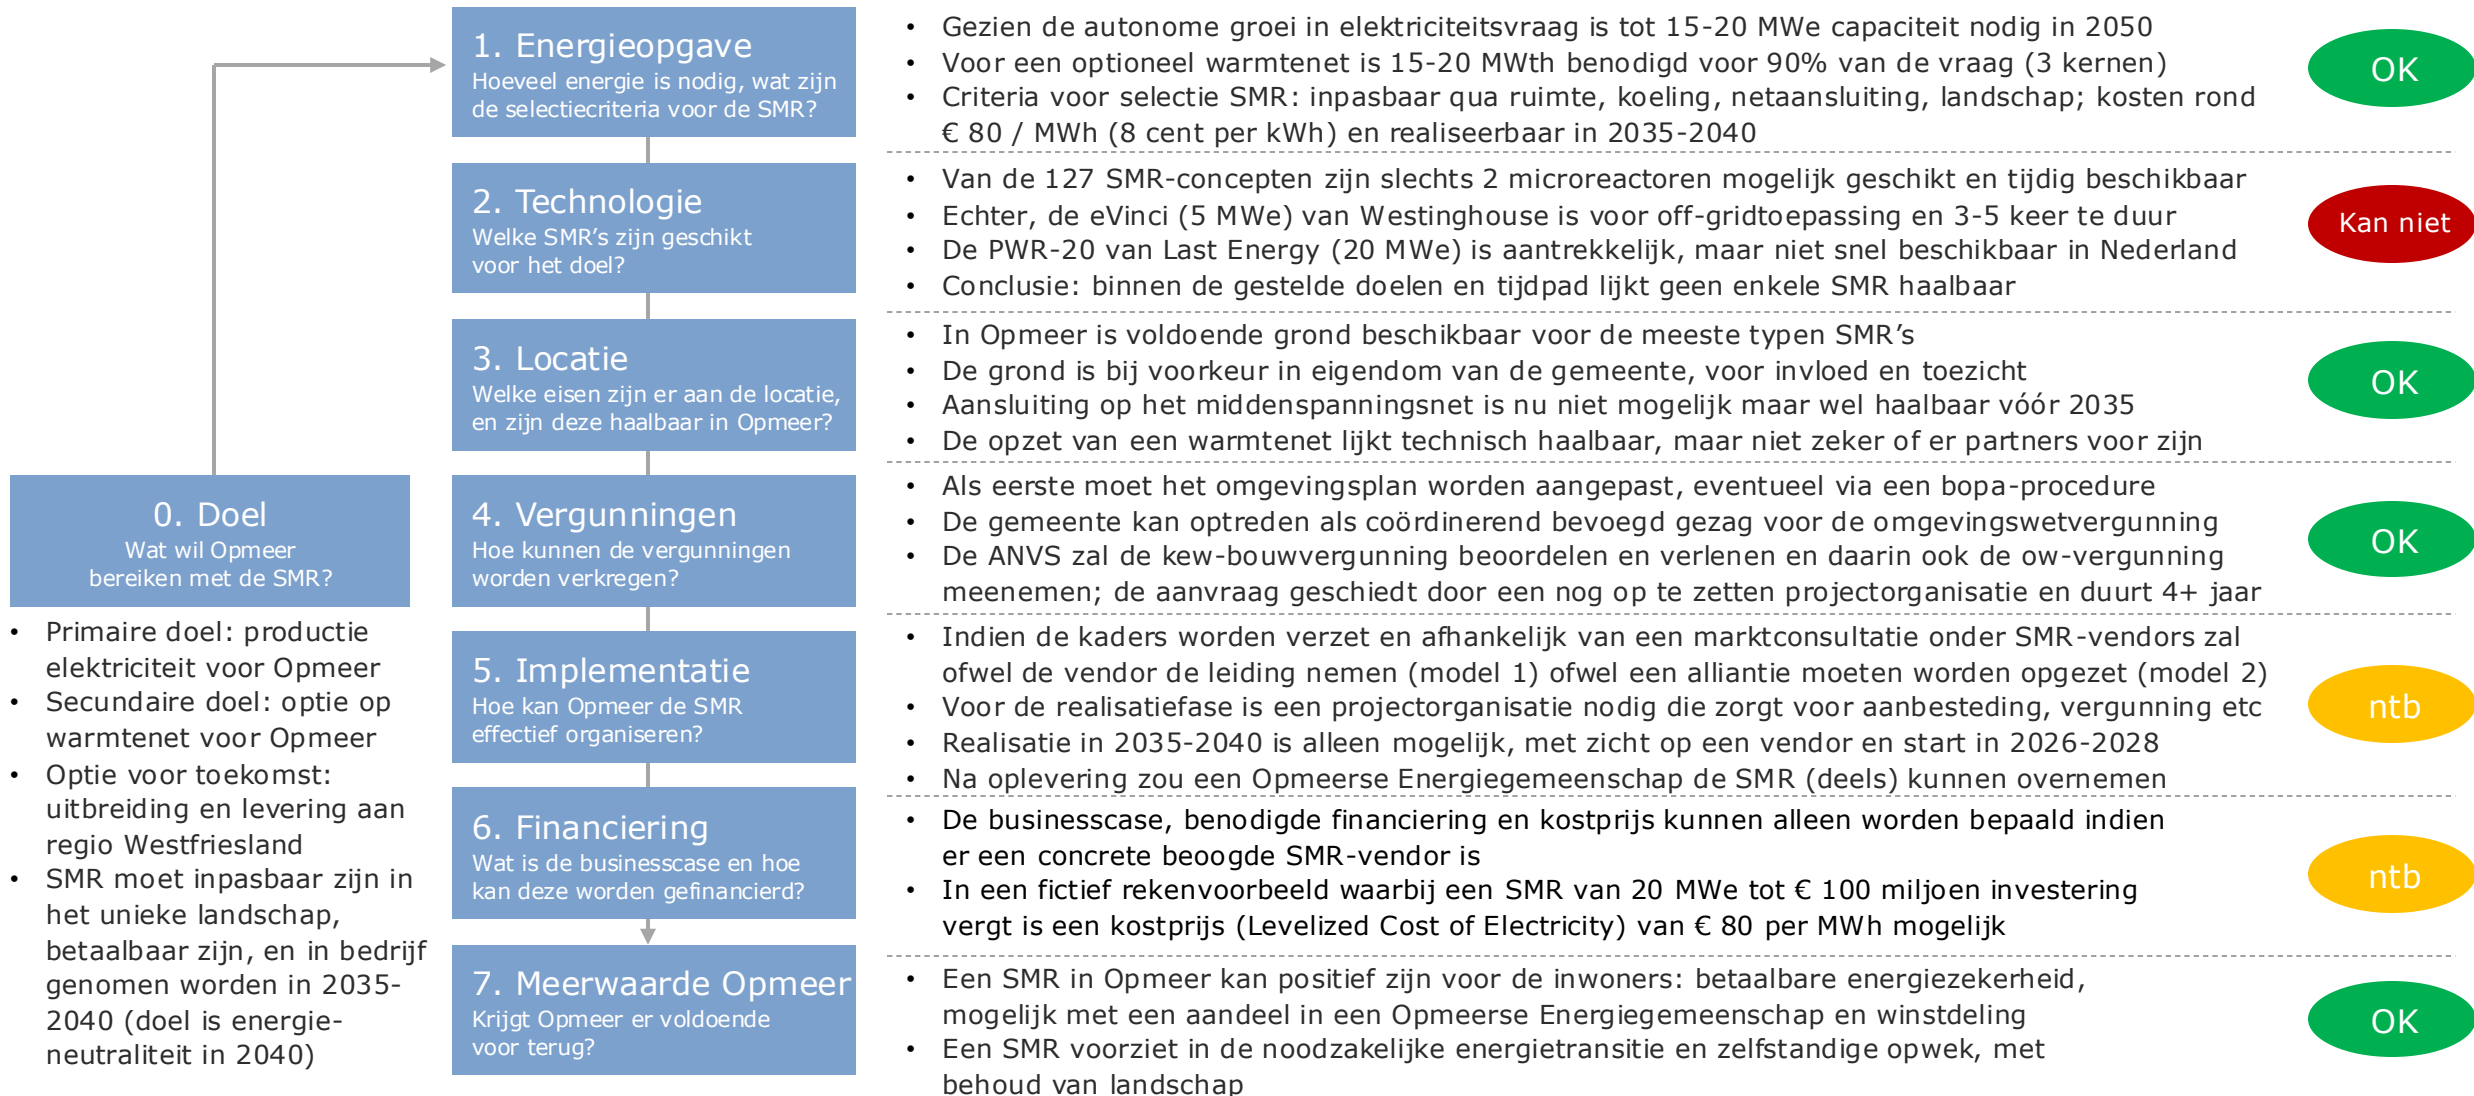 0. Doel
Wat wil Opmeer
bereiken met de SMR?
• Primaire doel: productie
elektriciteit voor Opmeer
• Secundaire doel: optie op
warmtenet voor Opmeer
• Optie voor toekomst:
uitbreiding en levering aan
regio Westfriesland
• SMR moet inpasbaar zijn in
het unieke landschap,
betaalbaar zijn, en in bedrijf
genomen worden in 2035-
2040 (doel is energie-
neutraliteit in 2040)
1. Energieopgave
Hoeveel energie is nodig, wat zijn
de selectiecriteria voor de SMR?
• Gezien de autonome groei in elektriciteitsvraag is tot 15-20 MWe capaciteit nodig in 2050
• Voor een optioneel warmtenet is 15-20 MWth benodigd voor 90% van de vraag (3 kernen)
• Criteria voor selectie SMR: inpasbaar qua ruimte, koeling, netaansluiting, landschap; kosten rond
€ 80 / MWh (8 cent per kWh) en realiseerbaar in 2035-2040
OK
2. Technologie
Welke SMR's zijn geschikt
voor het doel?
• Van de 127 SMR-concepten zijn slechts 2 microreactoren mogelijk geschikt en tijdig beschikbaar
• Echter, de eVinci (5 MWe) van Westinghouse is voor off-gridtoepassing en 3-5 keer te duur
• De PWR-20 van Last Energy (20 MWe) is aantrekkelijk, maar niet snel beschikbaar in Nederland
• Conclusie: binnen de gestelde doelen en tijdpad lijkt geen enkele SMR haalbaar
Kan niet
3. Locatie
Welke eisen zijn er aan de locatie,
en zijn deze haalbaar in Opmeer?
• In Opmeer is voldoende grond beschikbaar voor de meeste typen SMR's
• De grond is bij voorkeur in eigendom van de gemeente, voor invloed en toezicht
• Aansluiting op het middenspanningsnet is nu niet mogelijk maar wel haalbaar vóór 2035
• De opzet van een warmtenet lijkt technisch haalbaar, maar niet zeker of er partners voor zijn
OK
4. Vergunningen
Hoe kunnen de vergunningen
worden verkregen?
• Als eerste moet het omgevingsplan worden aangepast, eventueel via een bopa-procedure
• De gemeente kan optreden als coördinerend bevoegd gezag voor de omgevingswetvergunning
• De ANVS zal de kew-bouwvergunning beoordelen en verlenen en daarin ook de ow-vergunning
meenemen; de aanvraag geschiedt door een nog op te zetten projectorganisatie en duurt 4+ jaar
OK
5. Implementatie
Hoe kan Opmeer de SMR
effectief organiseren?
• Indien de kaders worden verzet en afhankelijk van een marktconsultatie onder SMR-vendors zal
ofwel de vendor de leiding nemen (model 1) ofwel een alliantie moeten worden opgezet (model 2)
• Voor de realisatiefase is een projectorganisatie nodig die zorgt voor aanbesteding, vergunning etc
• Realisatie in 2035-2040 is alleen mogelijk, met zicht op een vendor en start in 2026-2028
• Na oplevering zou een Opmeerse Energiegemeenschap de SMR (deels) kunnen overnemen
ntb
6. Financiering
Wat is de businesscase en hoe
kan deze worden gefinancierd?
• De businesscase, benodigde financiering en kostprijs kunnen alleen worden bepaald indien
er een concrete beoogde SMR-vendor is
• In een fictief rekenvoorbeeld waarbij een SMR van 20 MWe tot € 100 miljoen investering
vergt is een kostprijs (Levelized Cost of Electricity) van € 80 per MWh mogelijk
ntb
7. Meerwaarde Opmeer
Krijgt Opmeer er voldoende
voor terug?
• Een SMR in Opmeer kan positief zijn voor de inwoners: betaalbare energiezekerheid,
mogelijk met een aandeel in een Opmeerse Energiegemeenschap en winstdeling
• Een SMR voorziet in de noodzakelijke energietransitie en zelfstandige opwek, met
behoud van landschap
OK